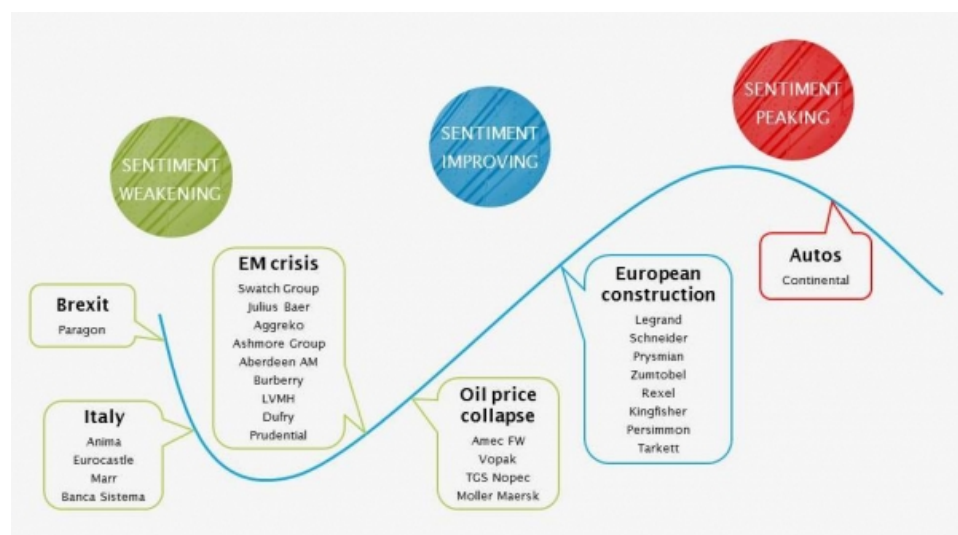 SENTIMENT
WEAKENING
SENTIMENT
IMPROVING
SENTIMENT
PEAKING
Brexit
Paragon
Italy
Anima
Eurocastle
Marr
Banca Sistema
EM crisis
Swatch Group
Julius Baer
Aggreko
Ashmore Group
Aberdeen AM
Burberry
LVMH
Dufry
Prudential
Oil price
collapse
Amec FW
Vopak
TGS Nopec
Moller Maersk
European
construction
Legrand
Schneider
Prysmian
Zumtobel
Rexel
Kingfisher
Persimmon
Tarkett
Autos
Continental